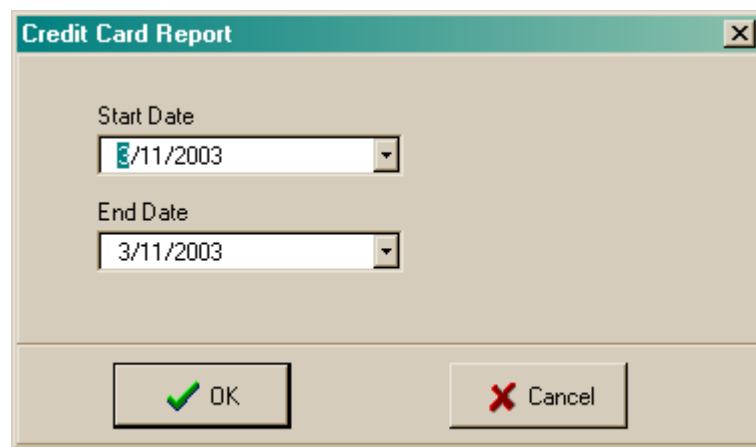 Credit Card Report
Start Date
3/11/2003
End Date
3/11/2003
OK
Cancel